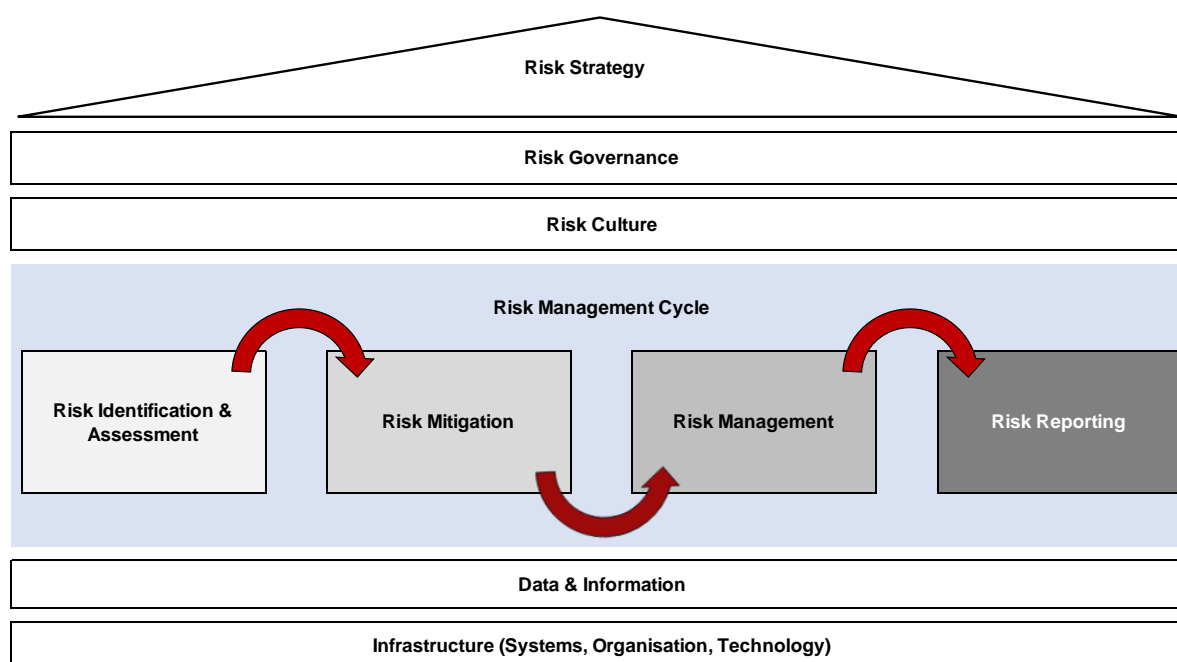 Risk Strategy
Risk Governance
Risk Culture
Risk Management Cycle
Risk Identification &
Assessment
Risk Mitigation
Risk Management
Risk Reporting
Data & Information
Infrastructure (Systems, Organisation, Technology)